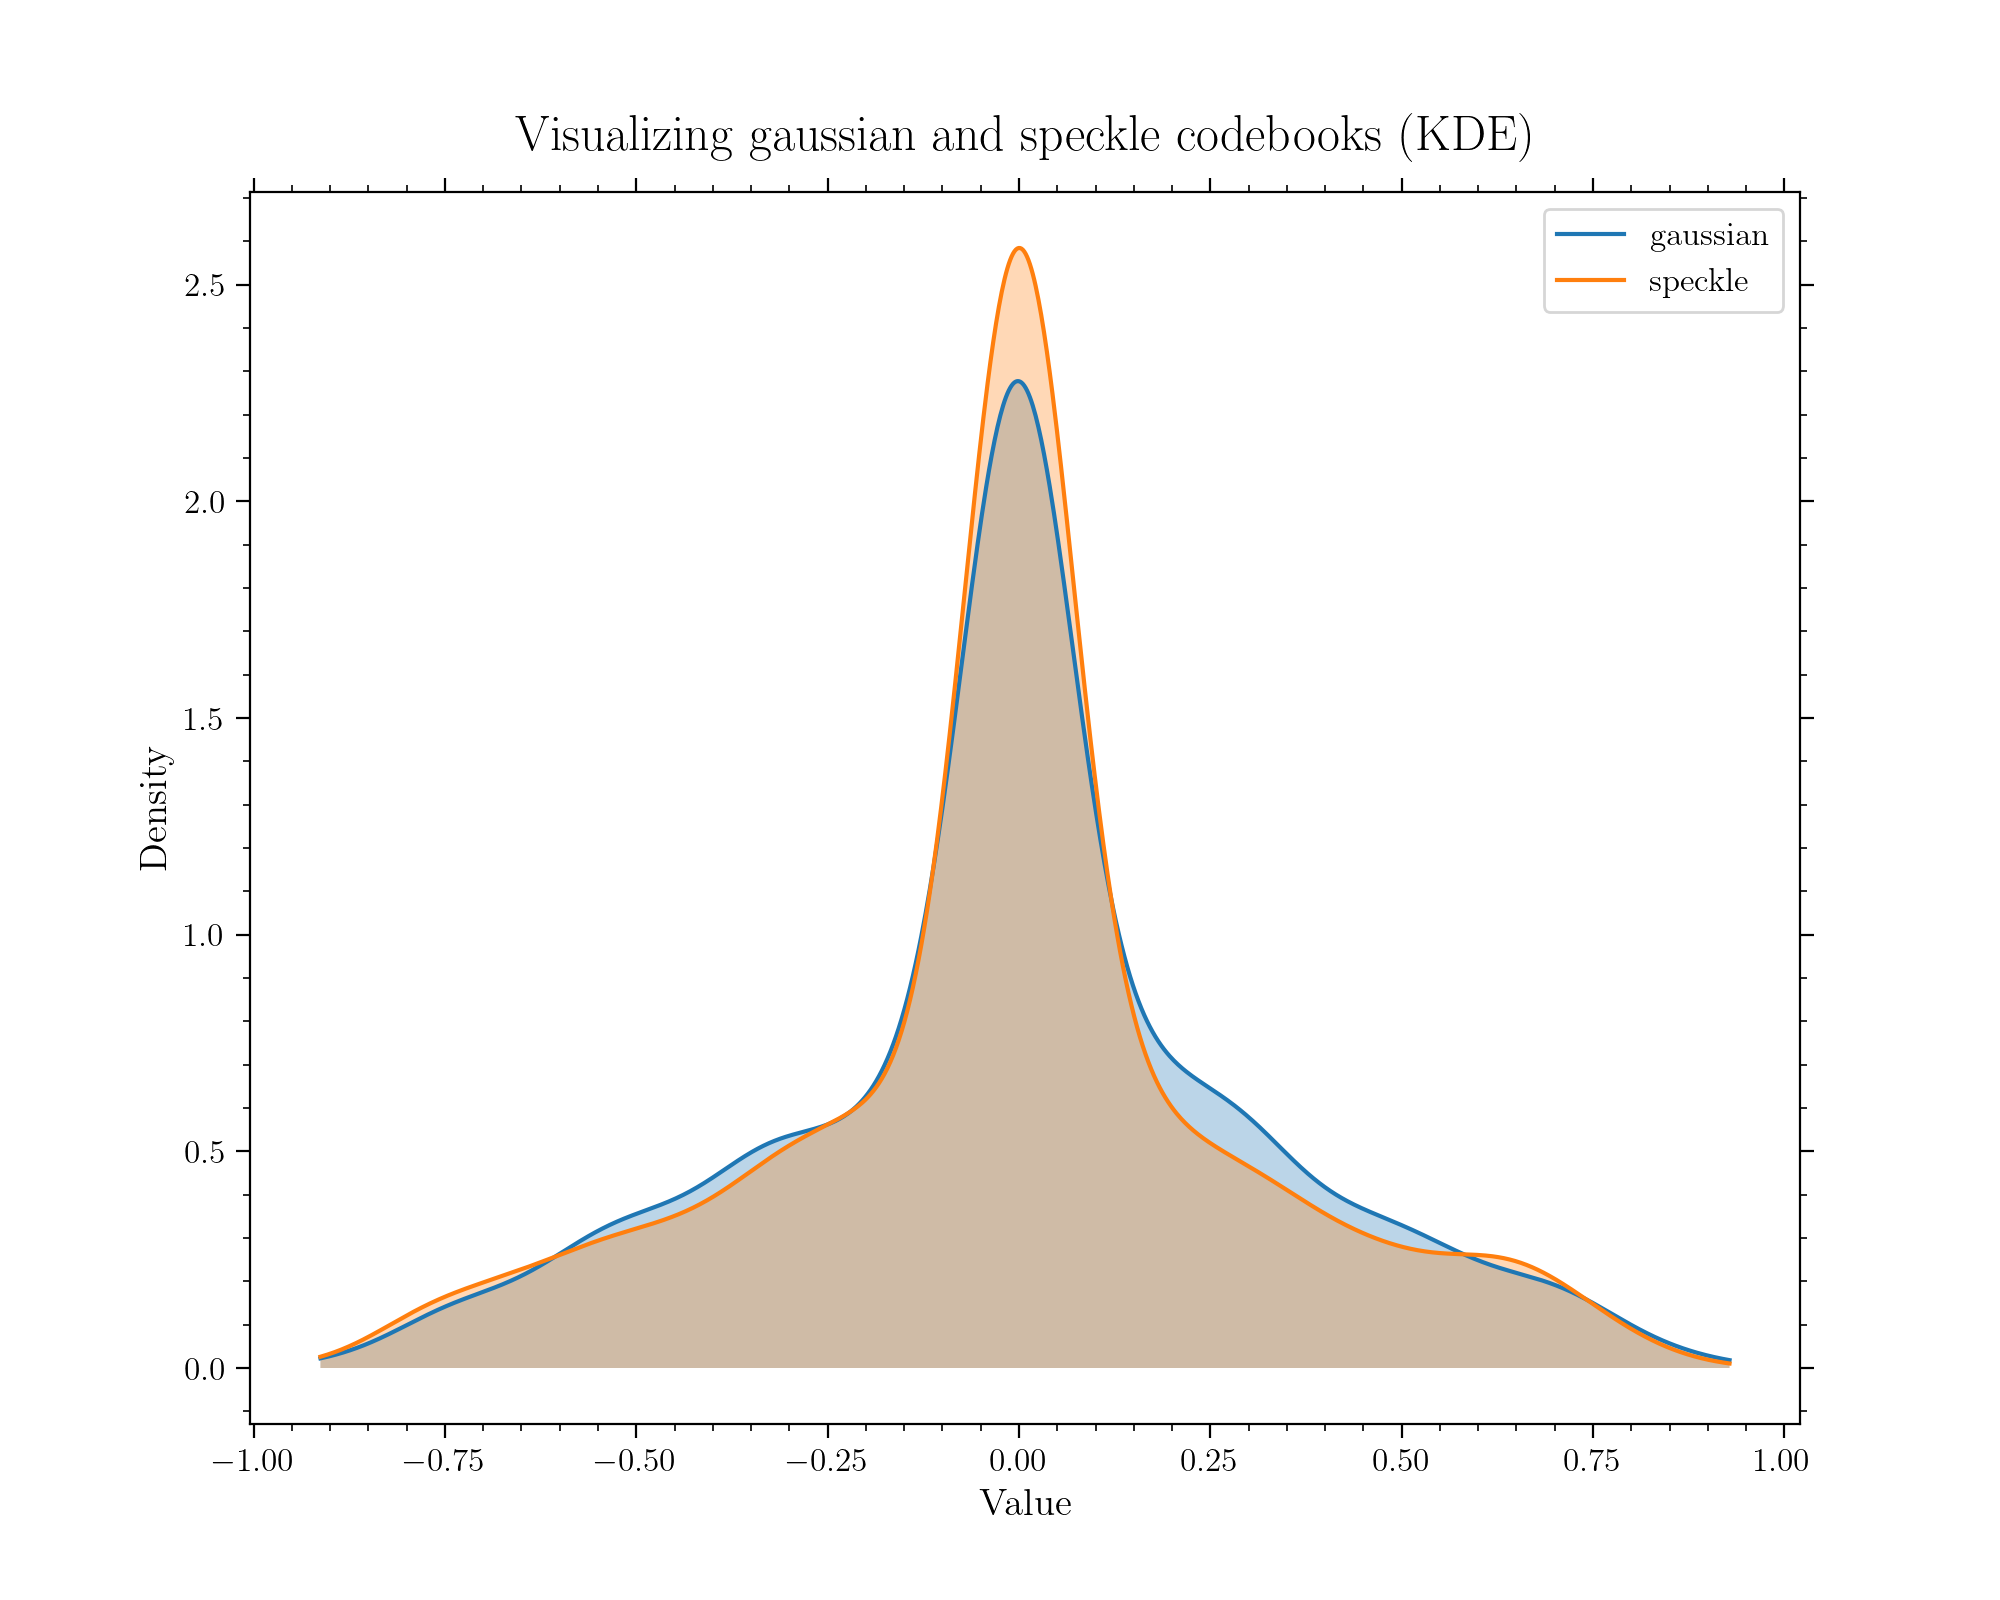 Visualizing gaussian and speckle codebooks (KDE)
gaussian
speckle
2.5
2.0
1.5
1.0
0.5
0.0
Density
−1.00 −0.75 −0.50 −0.25 0.00 0.25 0.50 0.75 1.00
Value